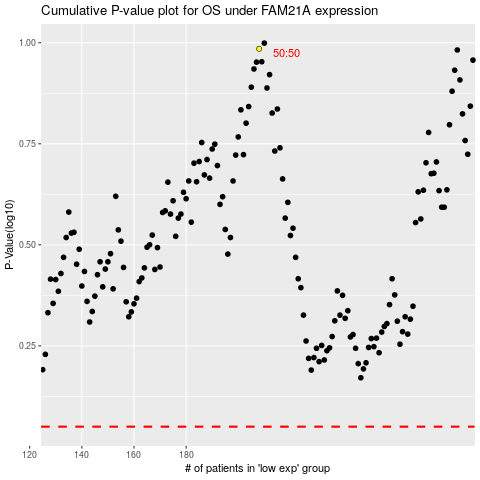 Cumulative P-value plot for OS under FAM21A expression
1.00
50:50
0.75
P-Value(log10)
0.50
0.25
120 140 160 180
# of patients in 'low exp' group